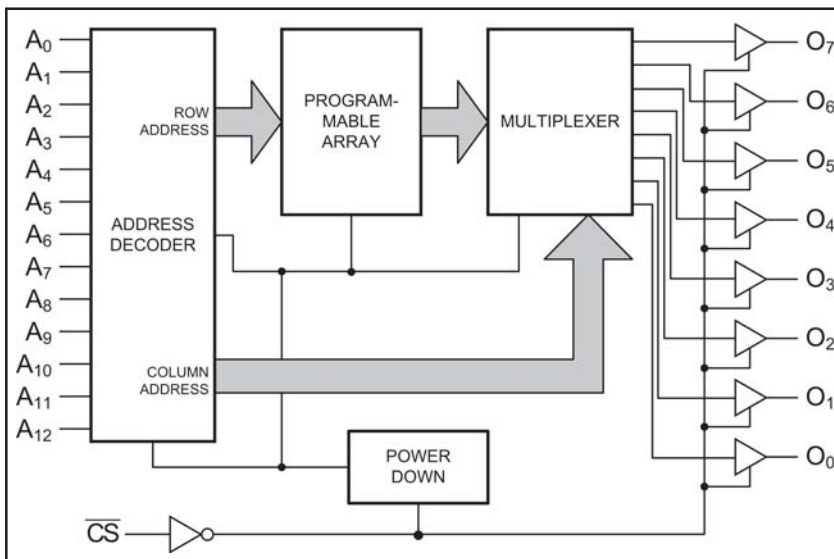 A0
A1
A2
A3
A4
A5
A6
A7
A8
A9
A10
A11
A12
ROW
ADDRESS
ADDRESS
DECODER
COLUMN
ADDRESS
PROGRAM-
MABLE
ARRAY
MULTIPLEXER
POWER
DOWN
C̅S̅
O7
O6
O5
O4
O3
O2
O1
O0